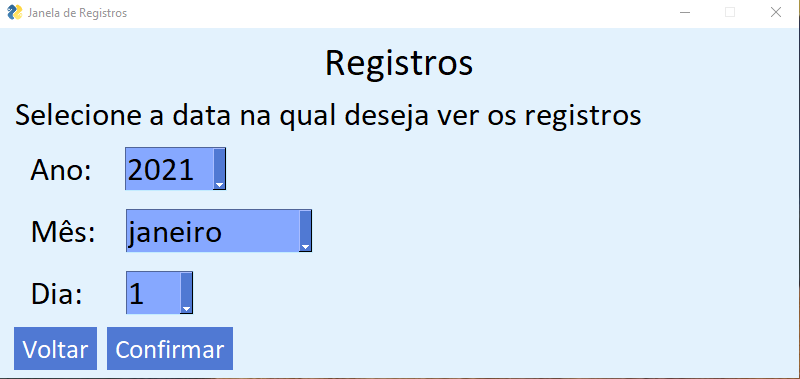 Janela de Registros
Registros
Selecione a data na qual deseja ver os registros
Ano: 2021
Mês: janeiro
Dia: 1
Voltar Confirmar